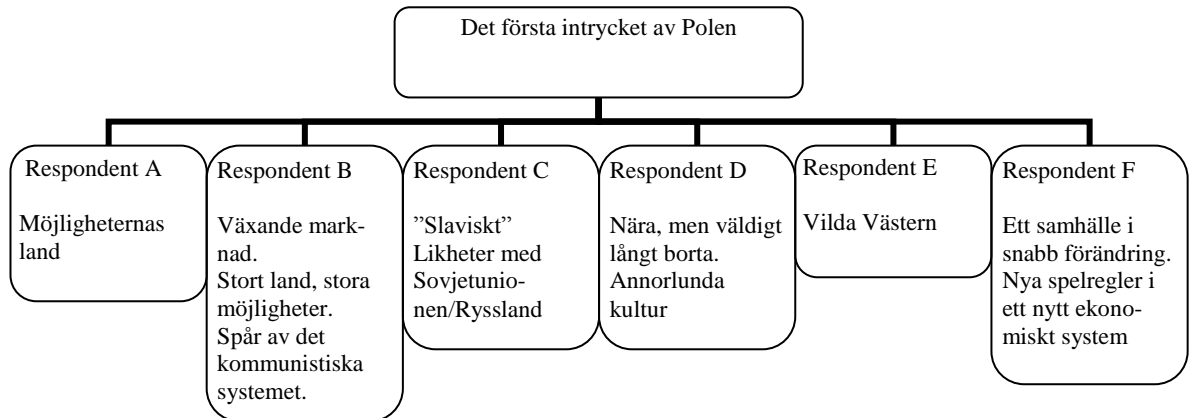 Det första intrycket av Polen
Respondent A
Möjligheternas
land
Respondent B
Växande mark-
nad.
Stort land, stora
möjligheter.
Spår av det
kommunistiska
systemet.
Respondent C
”Slaviskt”
Likheter med
Sovjetunio-
nen/Ryssland
Respondent D
Nära, men väldigt
långt borta.
Annorlunda
kultur
Respondent E
Vilda Västern
Respondent F
Ett samhälle i
snabb förändring.
Nya spelregler i
ett nytt ekono-
miskt system